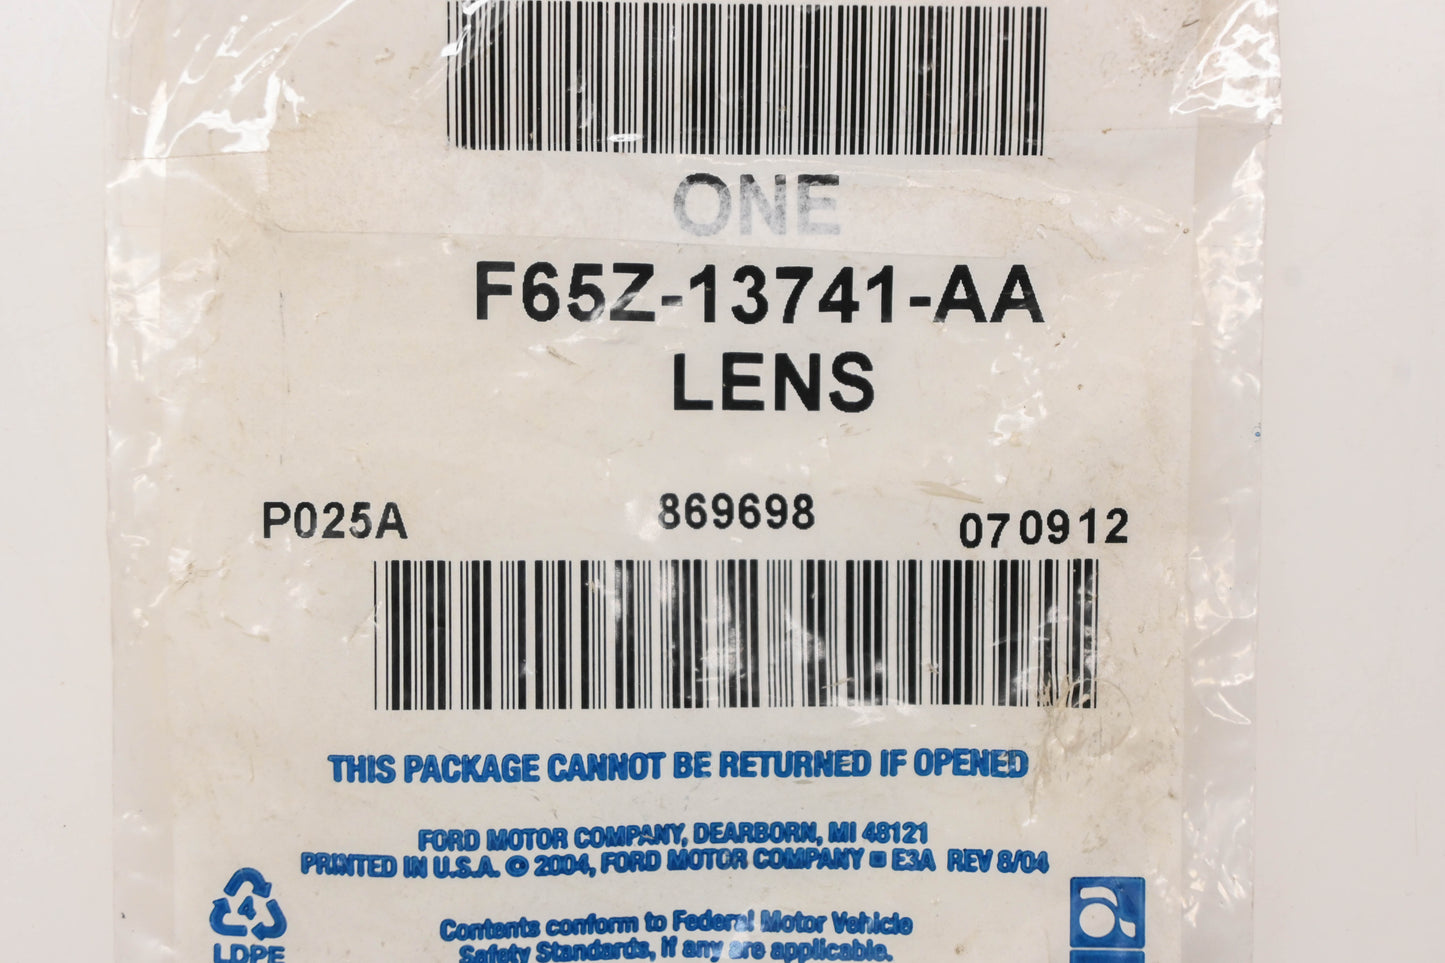 ONE
F65Z-13741-AA
LENS
P025A 869698 070912
THIS PACKAGE CANNOT BE RETURNED IF OPENED
FORD MOTOR COMPANY, DEARBORN, MI 48121
PRINTED IN U.S.A. © 2004, FORD MOTOR COMPANY ■ E3A REV 8/04
Contents conform to Federal Motor Vehicle
Safety Standards, if any are applicable.
4
LDPE
a